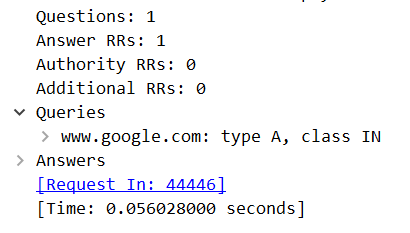 Questions: 1
Answer RRs: 1
Authority RRs: 0
Additional RRs: 0
Queries
www.google.com: type A, class IN
Answers
[Request In: 44446]
[Time: 0.056028000 seconds]